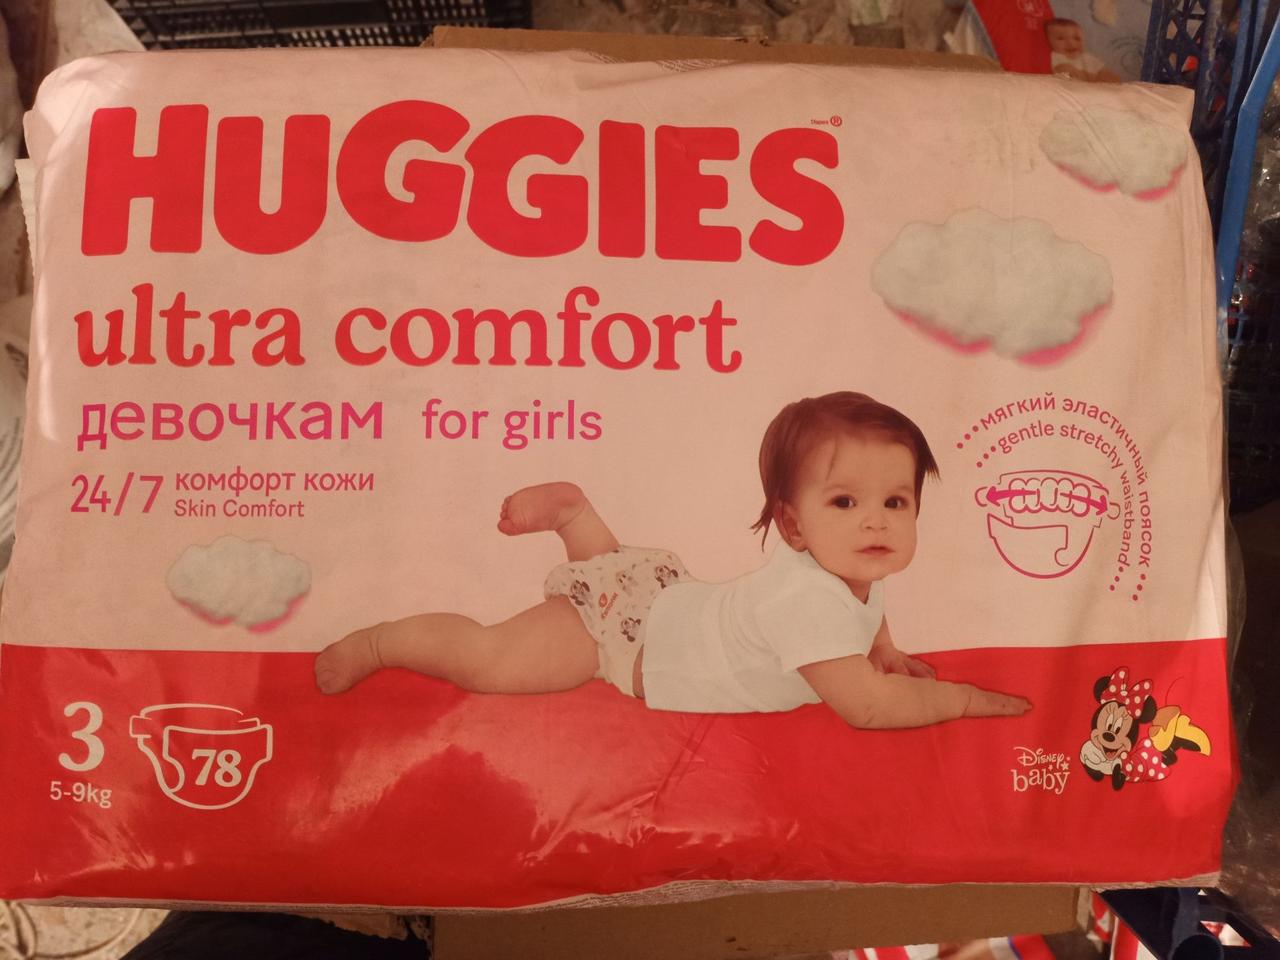 HUGGIES
Diapers ®
ultra comfort
девочкам for girls
24/7 комфорт кожи
Skin Comfort
мягкий эластичный поясок
gentle stretchy waistband
3
5-9kg
78
Disney
baby